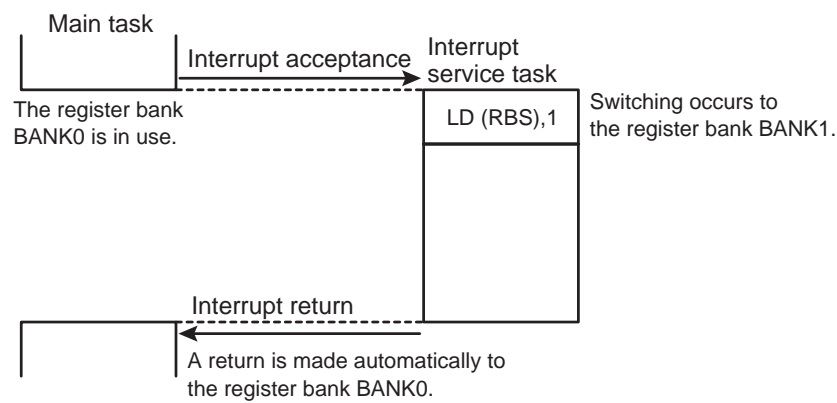 Main task
Interrupt acceptance
Interrupt
service task
The register bank
BANK0 is in use.
LD (RBS),1
Switching occurs to
the register bank BANK1.
Interrupt return
A return is made automatically to
the register bank BANK0.